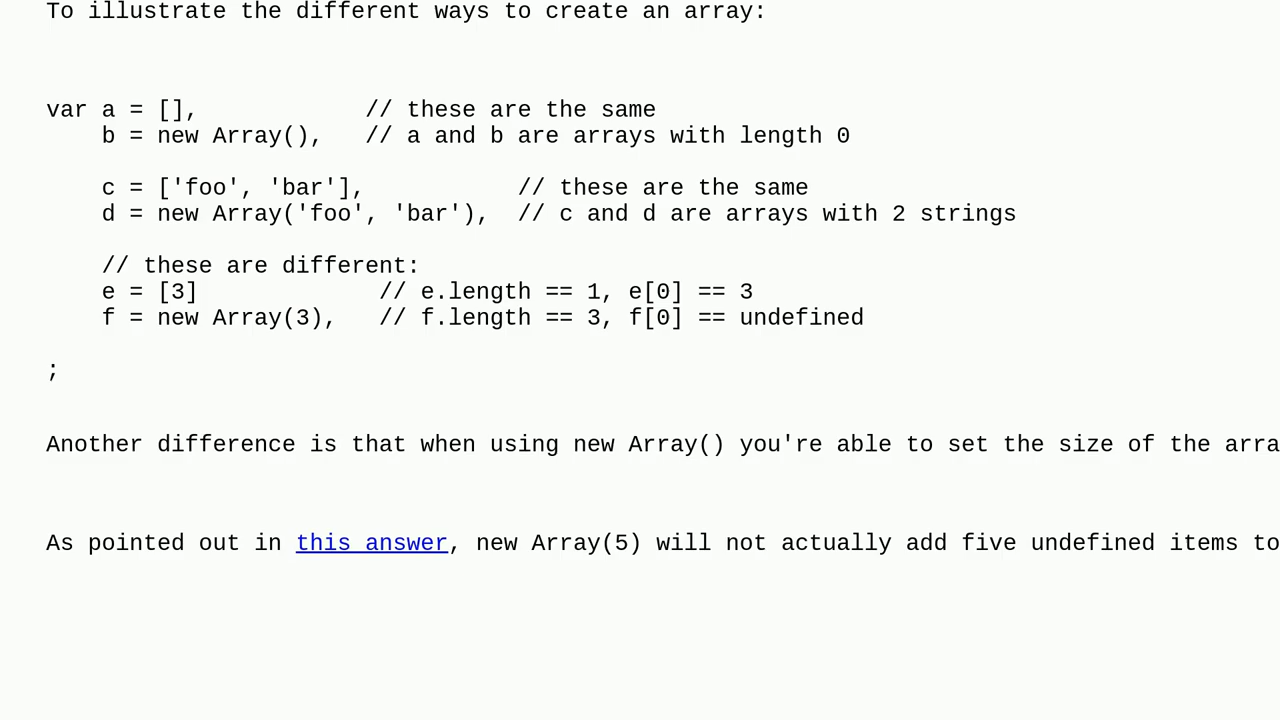 To illustrate the different ways to create an array:
var a = [],            // these are the same
    b = new Array(),   // a and b are arrays with length 0
    c = ['foo', 'bar'],           // these are the same
    d = new Array('foo', 'bar'),  // c and d are arrays with 2 strings
    // these are different:
    e = [3]             // e.length == 1, e[0] == 3
    f = new Array(3),   // f.length == 3, f[0] == undefined
;
Another difference is that when using new Array() you're able to set the size of the arra
As pointed out in this answer, new Array(5) will not actually add five undefined items to